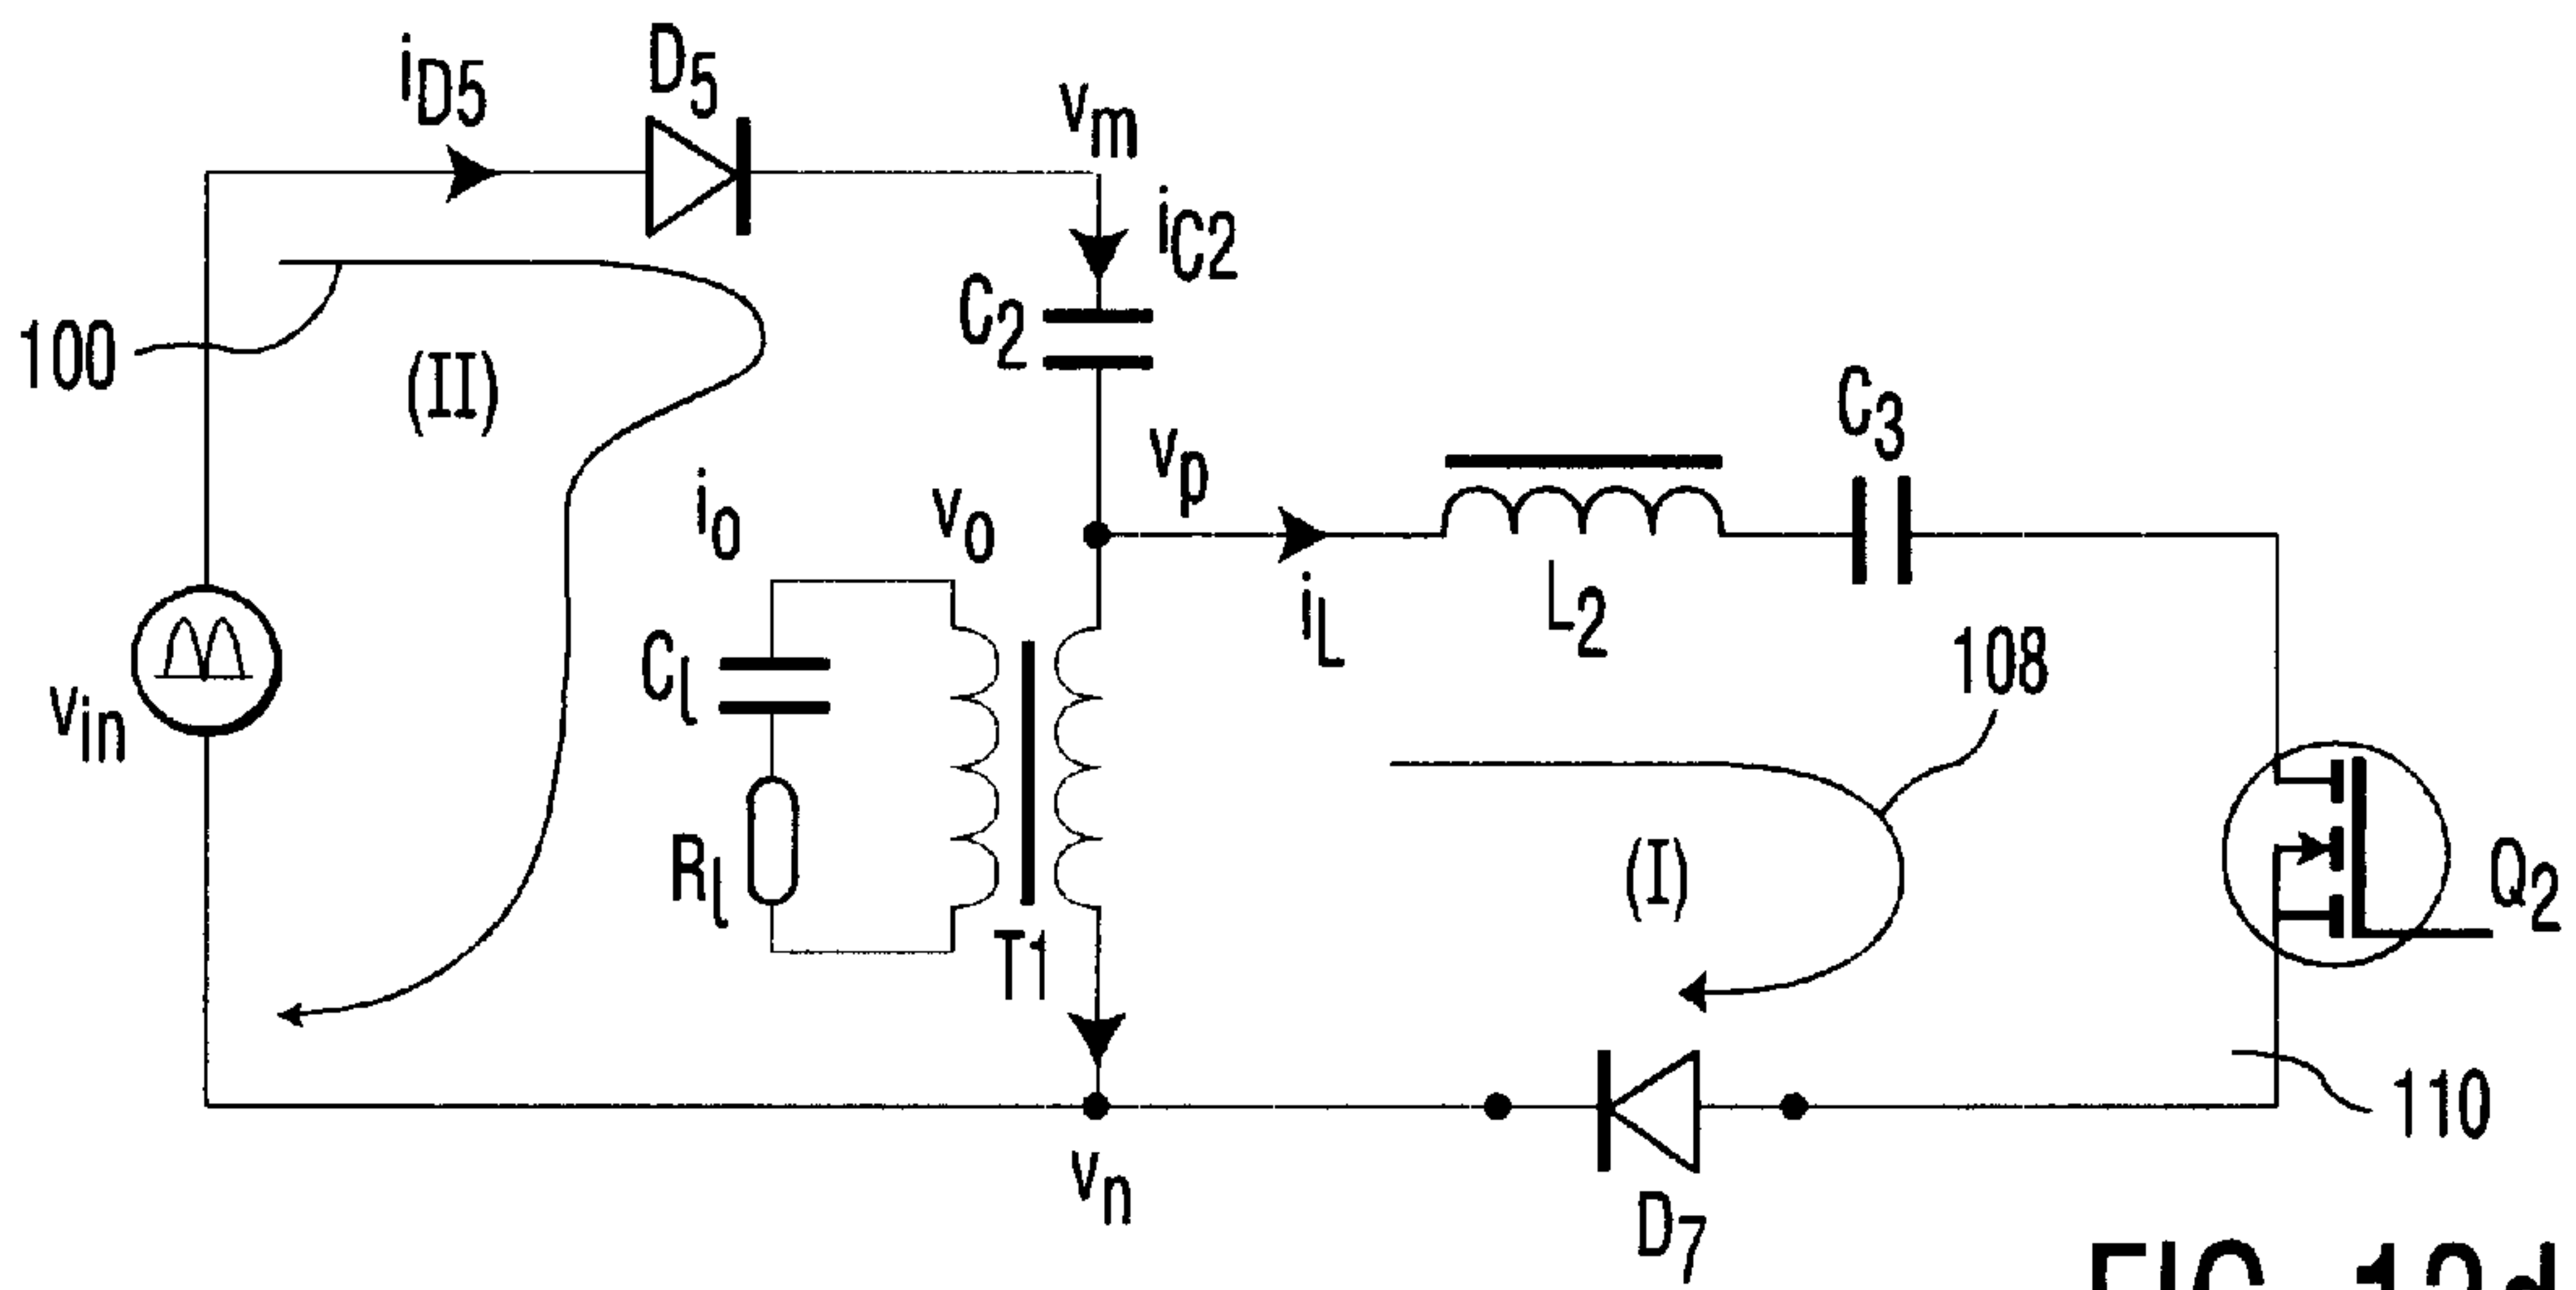 iD5
D5
vm
iC2
C2
100
(II)
vp
C3
io
vo
iL
L2
Cl
108
vin
Rl
(I)
Q2
T1
110
vn
D7